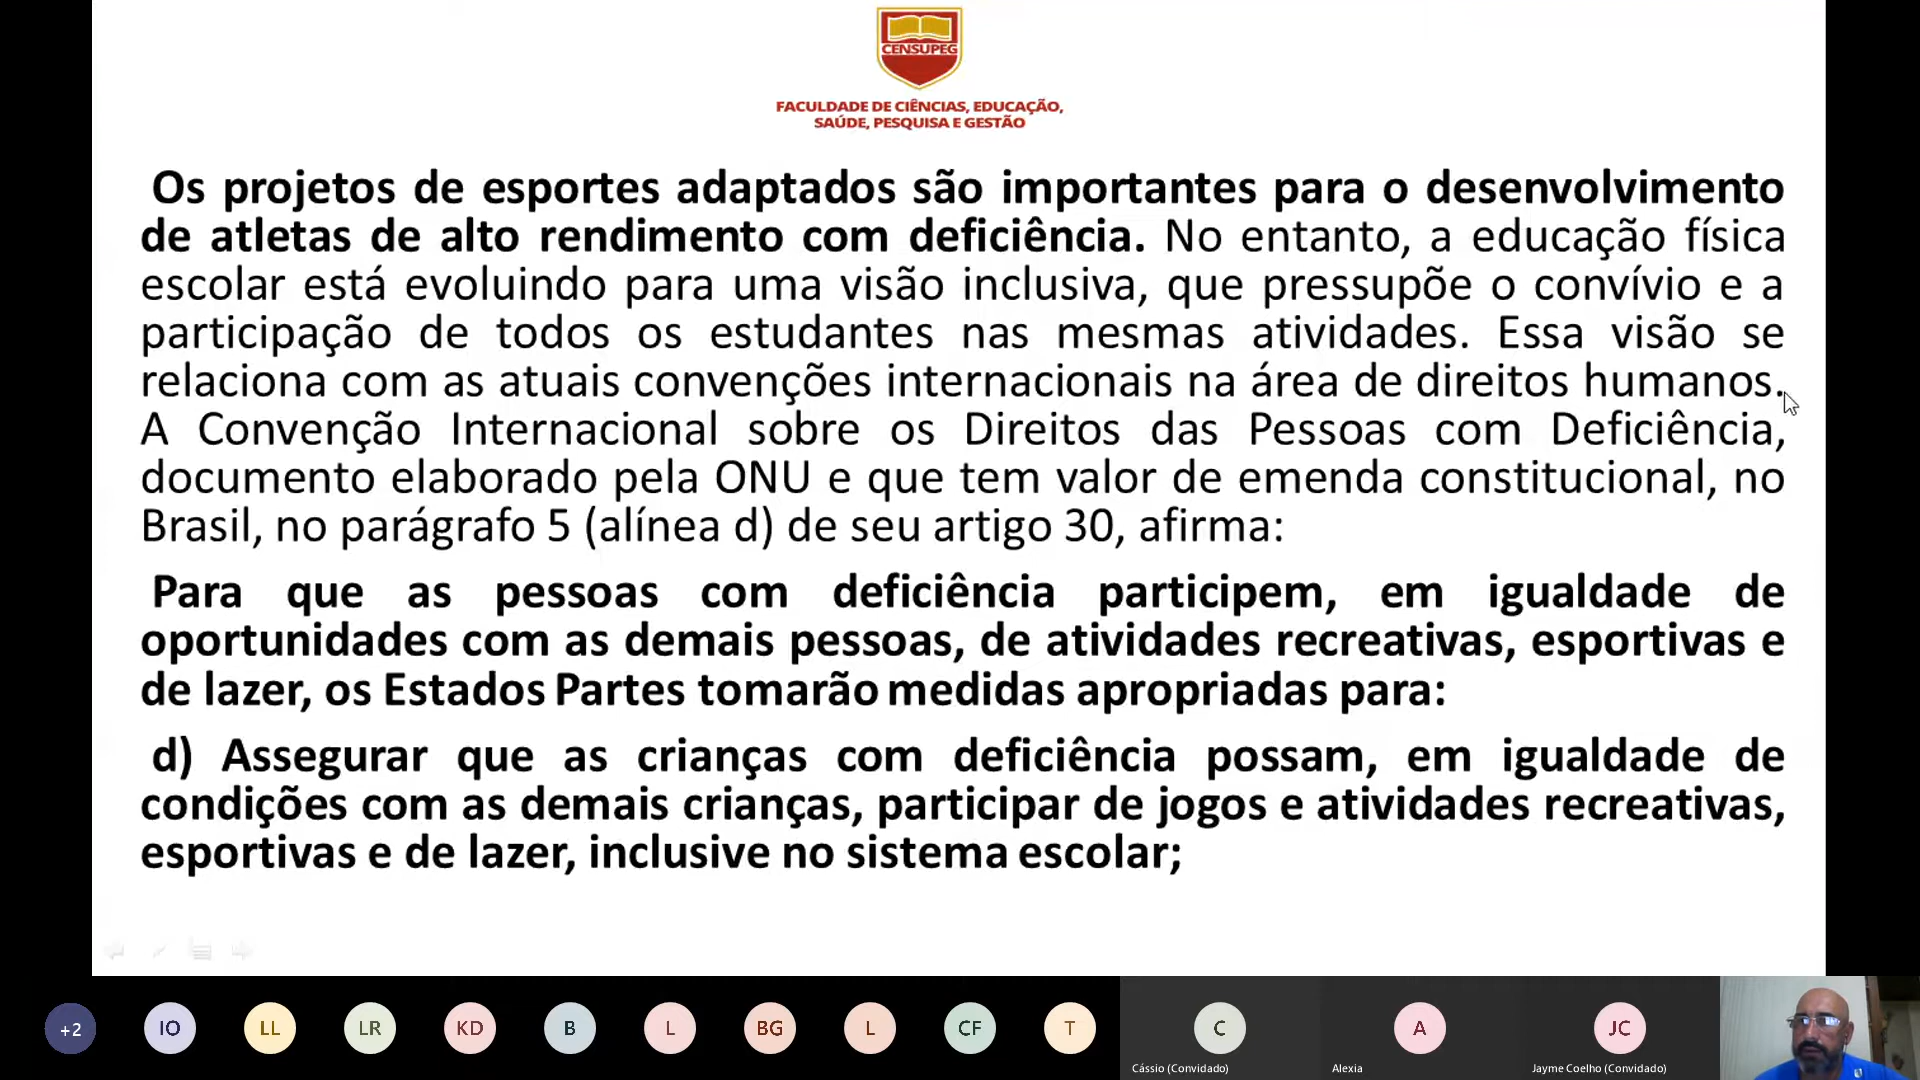 CENSUPEG
FACULDADE DE CIÊNCIAS, EDUCAÇÃO,
SAÚDE, PESQUISA E GESTÃO
Os projetos de esportes adaptados são importantes para o desenvolvimento
de atletas de alto rendimento com deficiência. No entanto, a educação física
escolar está evoluindo para uma visão inclusiva, que pressupõe o convívio e a
participação de todos os estudantes nas mesmas atividades. Essa visão se
relaciona com as atuais convenções internacionais na área de direitos humanos.
A Convenção Internacional sobre os Direitos das Pessoas com Deficiência,
documento elaborado pela ONU e que tem valor de emenda constitucional, no
Brasil, no parágrafo 5 (alínea d) de seu artigo 30, afirma:
Para que as pessoas com deficiência participem, em igualdade de
oportunidades com as demais pessoas, de atividades recreativas, esportivas e
de lazer, os Estados Partes tomarão medidas apropriadas para:
d) Assegurar que as crianças com deficiência possam, em igualdade de
condições com as demais crianças, participar de jogos e atividades recreativas,
esportivas e de lazer, inclusive no sistema escolar;
+2 IO LL LR KD B L BG L CF T C A JC
Cássio (Convidado) Alexia Jayme Coelho (Convidado)